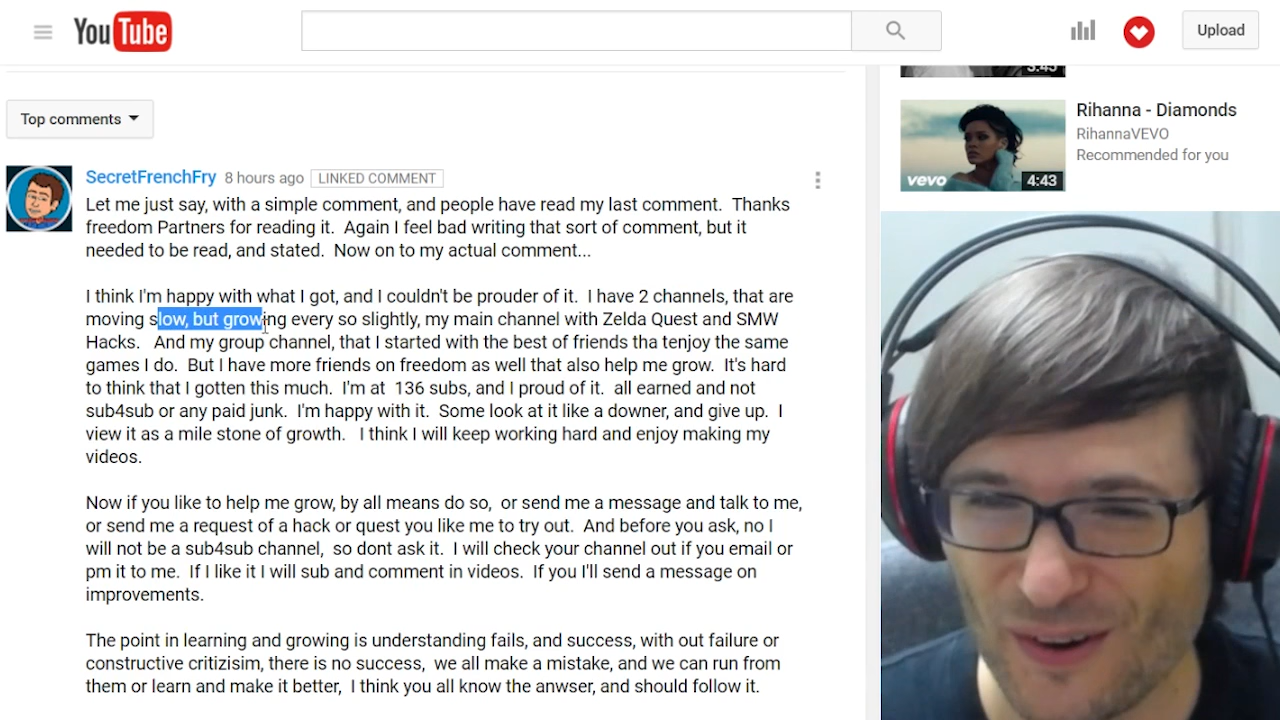 YouTube
Upload
3:43
Top comments
Rihanna - Diamonds
RihannaVEVO
Recommended for you
vevo
4:43
SecretFrenchFry 8 hours ago LINKED COMMENT
Let me just say, with a simple comment, and people have read my last comment. Thanks
freedom Partners for reading it. Again I feel bad writing that sort of comment, but it
needed to be read, and stated. Now on to my actual comment...
I think I'm happy with what I got, and I couldn't be prouder of it. I have 2 channels, that are
moving slow, but growing every so slightly, my main channel with Zelda Quest and SMW
Hacks. And my group channel, that I started with the best of friends tha tenjoy the same
games I do. But I have more friends on freedom as well that also help me grow. It's hard
to think that I gotten this much. I'm at 136 subs, and I proud of it. all earned and not
sub4sub or any paid junk. I'm happy with it. Some look at it like a downer, and give up. I
view it as a mile stone of growth. I think I will keep working hard and enjoy making my
videos.
Now if you like to help me grow, by all means do so, or send me a message and talk to me,
or send me a request of a hack or quest you like me to try out. And before you ask, no I
will not be a sub4sub channel, so dont ask it. I will check your channel out if you email or
pm it to me. If I like it I will sub and comment in videos. If you I'll send a message on
improvements.
The point in learning and growing is understanding fails, and success, with out failure or
constructive critizisim, there is no success, we all make a mistake, and we can run from
them or learn and make it better, I think you all know the anwser, and should follow it.